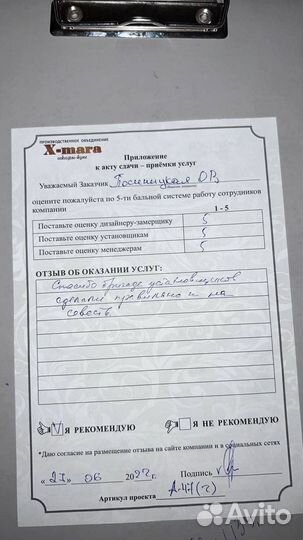 ПРОИЗВОДСТВЕННОЕ ОБЪЕДИНЕНИЕ
X-mara
шкафы-купе
Приложение
к акту сдачи – приёмки услуг
Уважаемый Заказчик О.В.
оцените пожалуйста по 5-ти бальной системе работу сотрудников
компании 1 - 5
Поставьте оценку дизайнеру-замерщику 5
Поставьте оценку установщикам 5
Поставьте оценку менеджерам 5
ОТЗЫВ ОБ ОКАЗАНИИ УСЛУГ:
Спасибо бригаде установщиков
сделали правильно и на
совесть.
Я РЕКОМЕНДУЮ Я НЕ РЕКОМЕНДУЮ
*Даю согласие на размещение отзыва на сайте компании и в социальных сетях
«27» 06 2022г Подпись
Артикул проекта
Avito